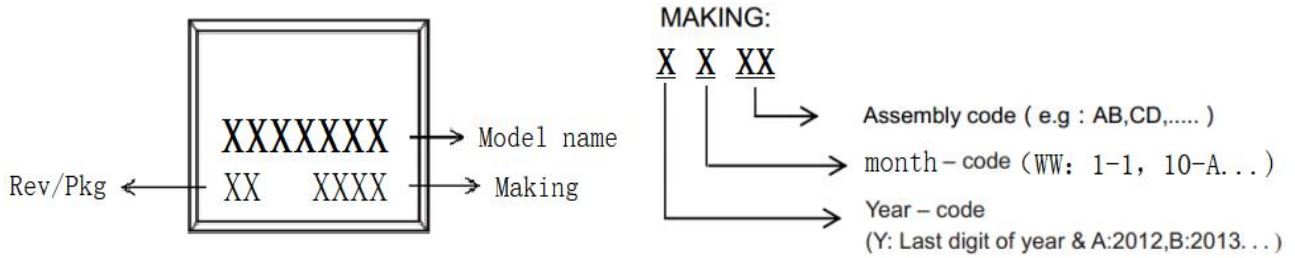 XXXXXXX
Model name
Rev/Pkg
XX XXXX
Making
MAKING:
X X XX
Assembly code ( e.g : AB,CD,..... )
month – code (WW: 1-1, 10-A...)
Year – code
(Y: Last digit of year & A:2012,B:2013. . . )